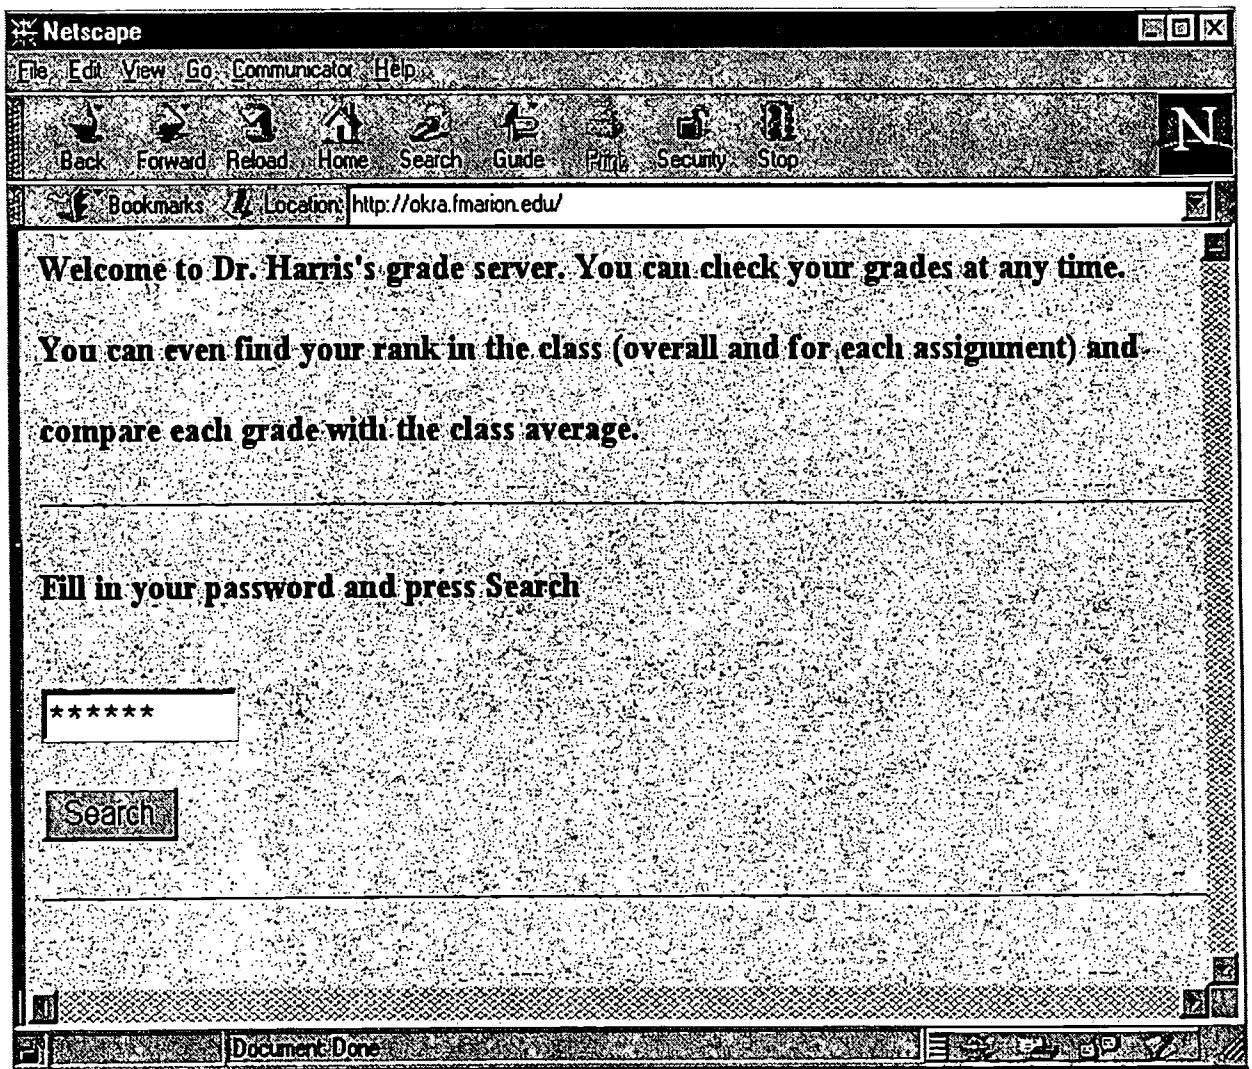 Netscape
File Edit View Go Communicator Help
Back Forward Reload Home Search Guide Print Security Stop
N
Bookmarks Location: http://okra.fmarion.edu/
Welcome to Dr. Harris's grade server. You can check your grades at any time.
You can even find your rank in the class (overall and for each assignment) and
compare each grade with the class average.
Fill in your password and press Search
******
Search
Document: Done